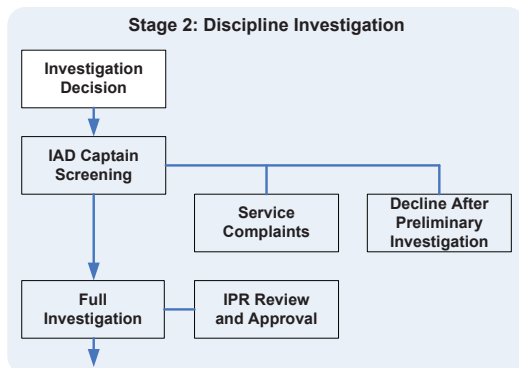 Stage 2: Discipline Investigation
Investigation
Decision
IAD Captain
Screening
Service
Complaints
Decline After
Preliminary
Investigation
Full
Investigation
IPR Review
and Approval